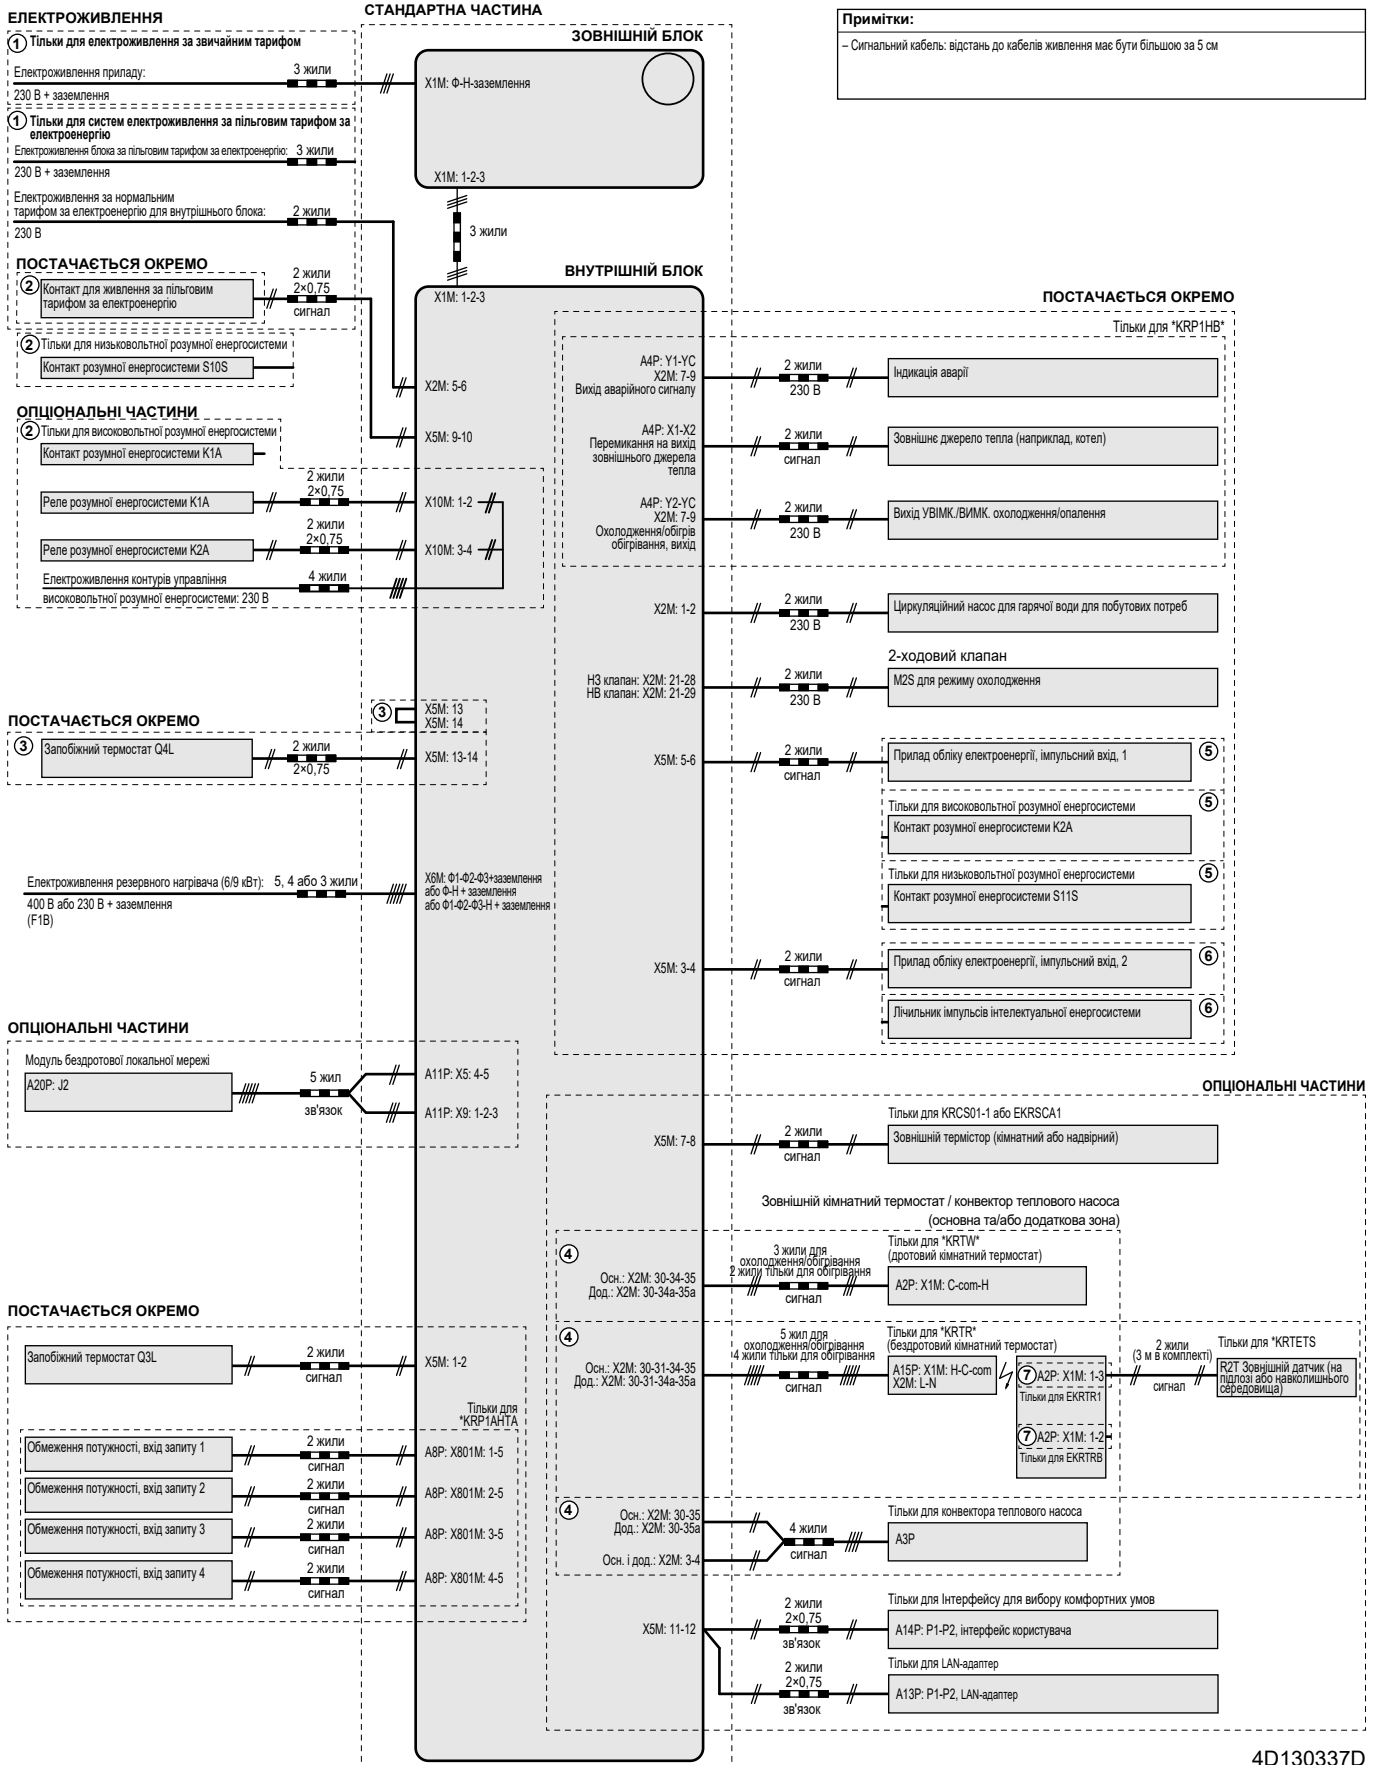 ЕЛЕКТРОЖИВЛЕННЯ
① Тільки для електроживлення за звичайним тарифом
Електроживлення приладу:
3 жили
230 В + заземлення
① Тільки для систем електроживлення за пільговим тарифом за
електроенергію
Електроживлення блока за пільговим тарифом за електроенергію:
3 жили
230 В + заземлення
Електроживлення за нормальним
тарифом за електроенергію для внутрішнього блока:
2 жили
230 В
ПОСТАЧАЄТЬСЯ ОКРЕМО
② Контакт для живлення за пільговим
тарифом за електроенергію
2 жили
2×0,75
сигнал
② Тільки для низьковольтної розумної енергосистеми
Контакт розумної енергосистеми S10S
ОПЦІОНАЛЬНІ ЧАСТИНИ
② Тільки для високовольтної розумної енергосистеми
Контакт розумної енергосистеми K1A
2 жили
2×0,75
Реле розумної енергосистеми K1A
2 жили
2×0,75
Реле розумної енергосистеми K2A
Електроживлення контурів управління
4 жили
високовольтної розумної енергосистеми: 230 В
ПОСТАЧАЄТЬСЯ ОКРЕМО
③ Запобіжний термостат Q4L
2 жили
2×0,75
Електроживлення резервного нагрівача (6/9 кВт):
5, 4 або 3 жили
400 В або 230 В + заземлення
(F1B)
ОПЦІОНАЛЬНІ ЧАСТИНИ
Модуль бездротової локальної мережі
A20P: J2
5 жил
зв'язок
ПОСТАЧАЄТЬСЯ ОКРЕМО
Запобіжний термостат Q3L
2 жили
сигнал
Тільки для
*KRP1AHTA
Обмеження потужності, вхід запиту 1
2 жили
сигнал
Обмеження потужності, вхід запиту 2
2 жили
сигнал
Обмеження потужності, вхід запиту 3
2 жили
сигнал
Обмеження потужності, вхід запиту 4
2 жили
сигнал
СТАНДАРТНА ЧАСТИНА
ЗОВНІШНІЙ БЛОК
X1M: Ф-Н-заземлення
X1M: 1-2-3
3 жили
ВНУТРІШНІЙ БЛОК
X1M: 1-2-3
X2M: 5-6
X5M: 9-10
X10M: 1-2
X10M: 3-4
③ X5M: 13
X5M: 14
X5M: 13-14
X6M: Ф1-Ф2-Ф3+заземлення
або Ф-Н + заземлення
або Ф1-Ф2-Ф3-Н + заземлення
A11P: X5: 4-5
A11P: X9: 1-2-3
X5M: 1-2
A8P: X801M: 1-5
A8P: X801M: 2-5
A8P: X801M: 3-5
A8P: X801M: 4-5
Примітки:
– Сигнальний кабель: відстань до кабелів живлення має бути більшою за 5 см
ПОСТАЧАЄТЬСЯ ОКРЕМО
Тільки для *KRP1HB*
A4P: Y1-YC
X2M: 7-9
Вихід аварійного сигналу
2 жили
230 В
Індикація аварії
A4P: X1-X2
Перемикання на вихід
зовнішнього джерела
тепла
2 жили
сигнал
Зовнішнє джерело тепла (наприклад, котел)
A4P: Y2-YC
X2M: 7-9
Охолодження/обігрів
обігрівання, вихід
2 жили
230 В
Вихід УВІМК./ВИМК. охолодження/опалення
X2M: 1-2
2 жили
230 В
Циркуляційний насос для гарячої води для побутових потреб
2-ходовий клапан
НЗ клапан: X2M: 21-28
НВ клапан: X2M: 21-29
2 жили
230 В
M2S для режиму охолодження
X5M: 5-6
2 жили
сигнал
Прилад обліку електроенергії, імпульсний вхід, 1 ⑤
Тільки для високовольтної розумної енергосистеми ⑤
Контакт розумної енергосистеми K2A
Тільки для низьковольтної розумної енергосистеми ⑤
Контакт розумної енергосистеми S11S
X5M: 3-4
2 жили
сигнал
Прилад обліку електроенергії, імпульсний вхід, 2 ⑥
Лічильник імпульсів інтелектуальної енергосистеми ⑥
ОПЦІОНАЛЬНІ ЧАСТИНИ
Тільки для KRCS01-1 або EKRSCA1
X5M: 7-8
2 жили
сигнал
Зовнішній термістор (кімнатний або надвірний)
Зовнішній кімнатний термостат / конвектор теплового насоса
(основна та/або додаткова зона)
④
Осн.: X2M: 30-34-35
Дод.: X2M: 30-34a-35a
3 жили для
охолодження/обігрівання
2 жили тільки для обігрівання
сигнал
Тільки для *KRTW*
(дротовий кімнатний термостат)
A2P: X1M: C-com-H
④
Осн.: X2M: 30-31-34-35
Дод.: X2M: 30-31-34a-35a
5 жил для
охолодження/обігрівання
4 жили тільки для обігрівання
сигнал
Тільки для *KRTR*
(бездротовий кімнатний термостат)
A15P: X1M: H-C-com
X2M: L-N
⑦ A2P: X1M: 1-3
Тільки для EKRTR1
⑦ A2P: X1M: 1-2
Тільки для EKRTRB
2 жили
(3 м в комплекті)
сигнал
Тільки для *KRTETS
R2T Зовнішній датчик (на
підлозі або навколишнього
середовища)
④
Осн.: X2M: 30-35
Дод.: X2M: 30-35a
Осн. і дод.: X2M: 3-4
4 жили
сигнал
Тільки для конвектора теплового насоса
A3P
X5M: 11-12
2 жили
2×0,75
зв'язок
Тільки для Інтерфейсу для вибору комфортних умов
A14P: P1-P2, інтерфейс користувача
2 жили
2×0,75
зв'язок
Тільки для LAN-адаптер
A13P: P1-P2, LAN-адаптер
4D130337D